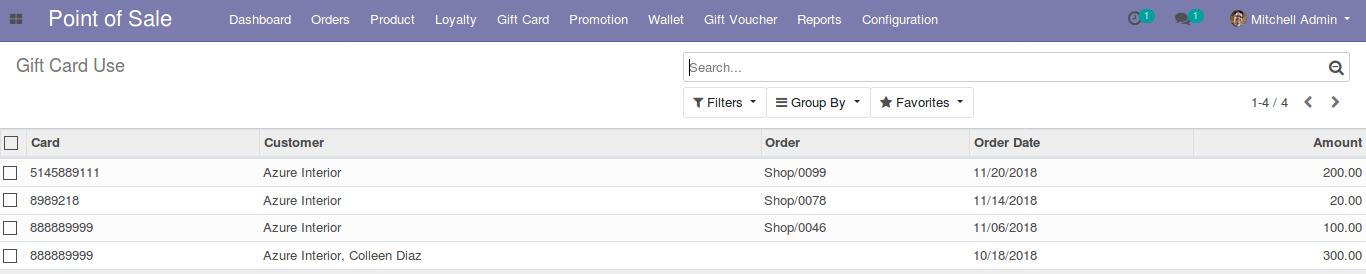 Point of Sale Dashboard Orders Product Loyalty Gift Card Promotion Wallet Gift Voucher Reports Configuration 1 1 Mitchell Admin
Gift Card Use Search...
Filters Group By Favorites 1-4 / 4
Card Customer Order Order Date Amount
5145889111 Azure Interior Shop/0099 11/20/2018 200.00
8989218 Azure Interior Shop/0078 11/14/2018 20.00
888889999 Azure Interior Shop/0046 11/06/2018 100.00
888889999 Azure Interior, Colleen Diaz 10/18/2018 300.00